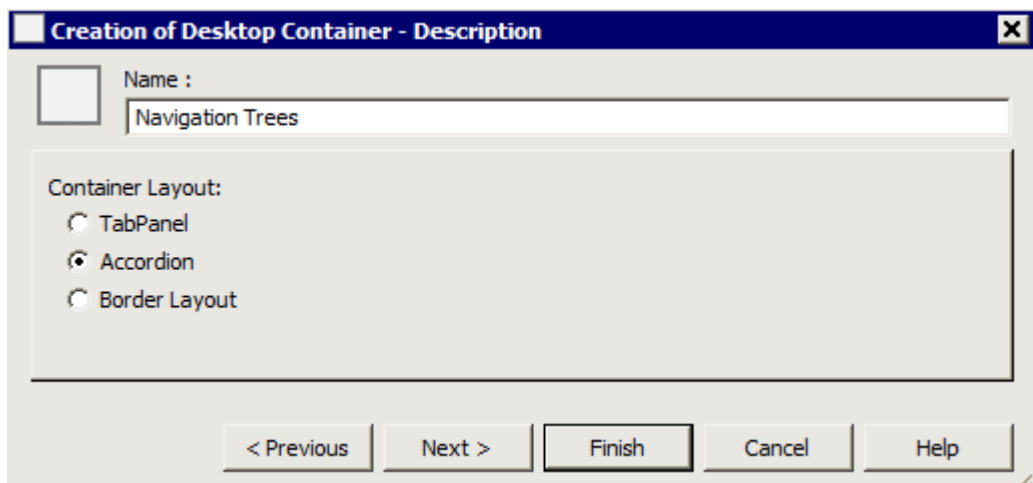 Creation of Desktop Container - Description
Name :
Navigation Trees
Container Layout:
TabPanel
Accordion
Border Layout
< Previous Next > Finish Cancel Help